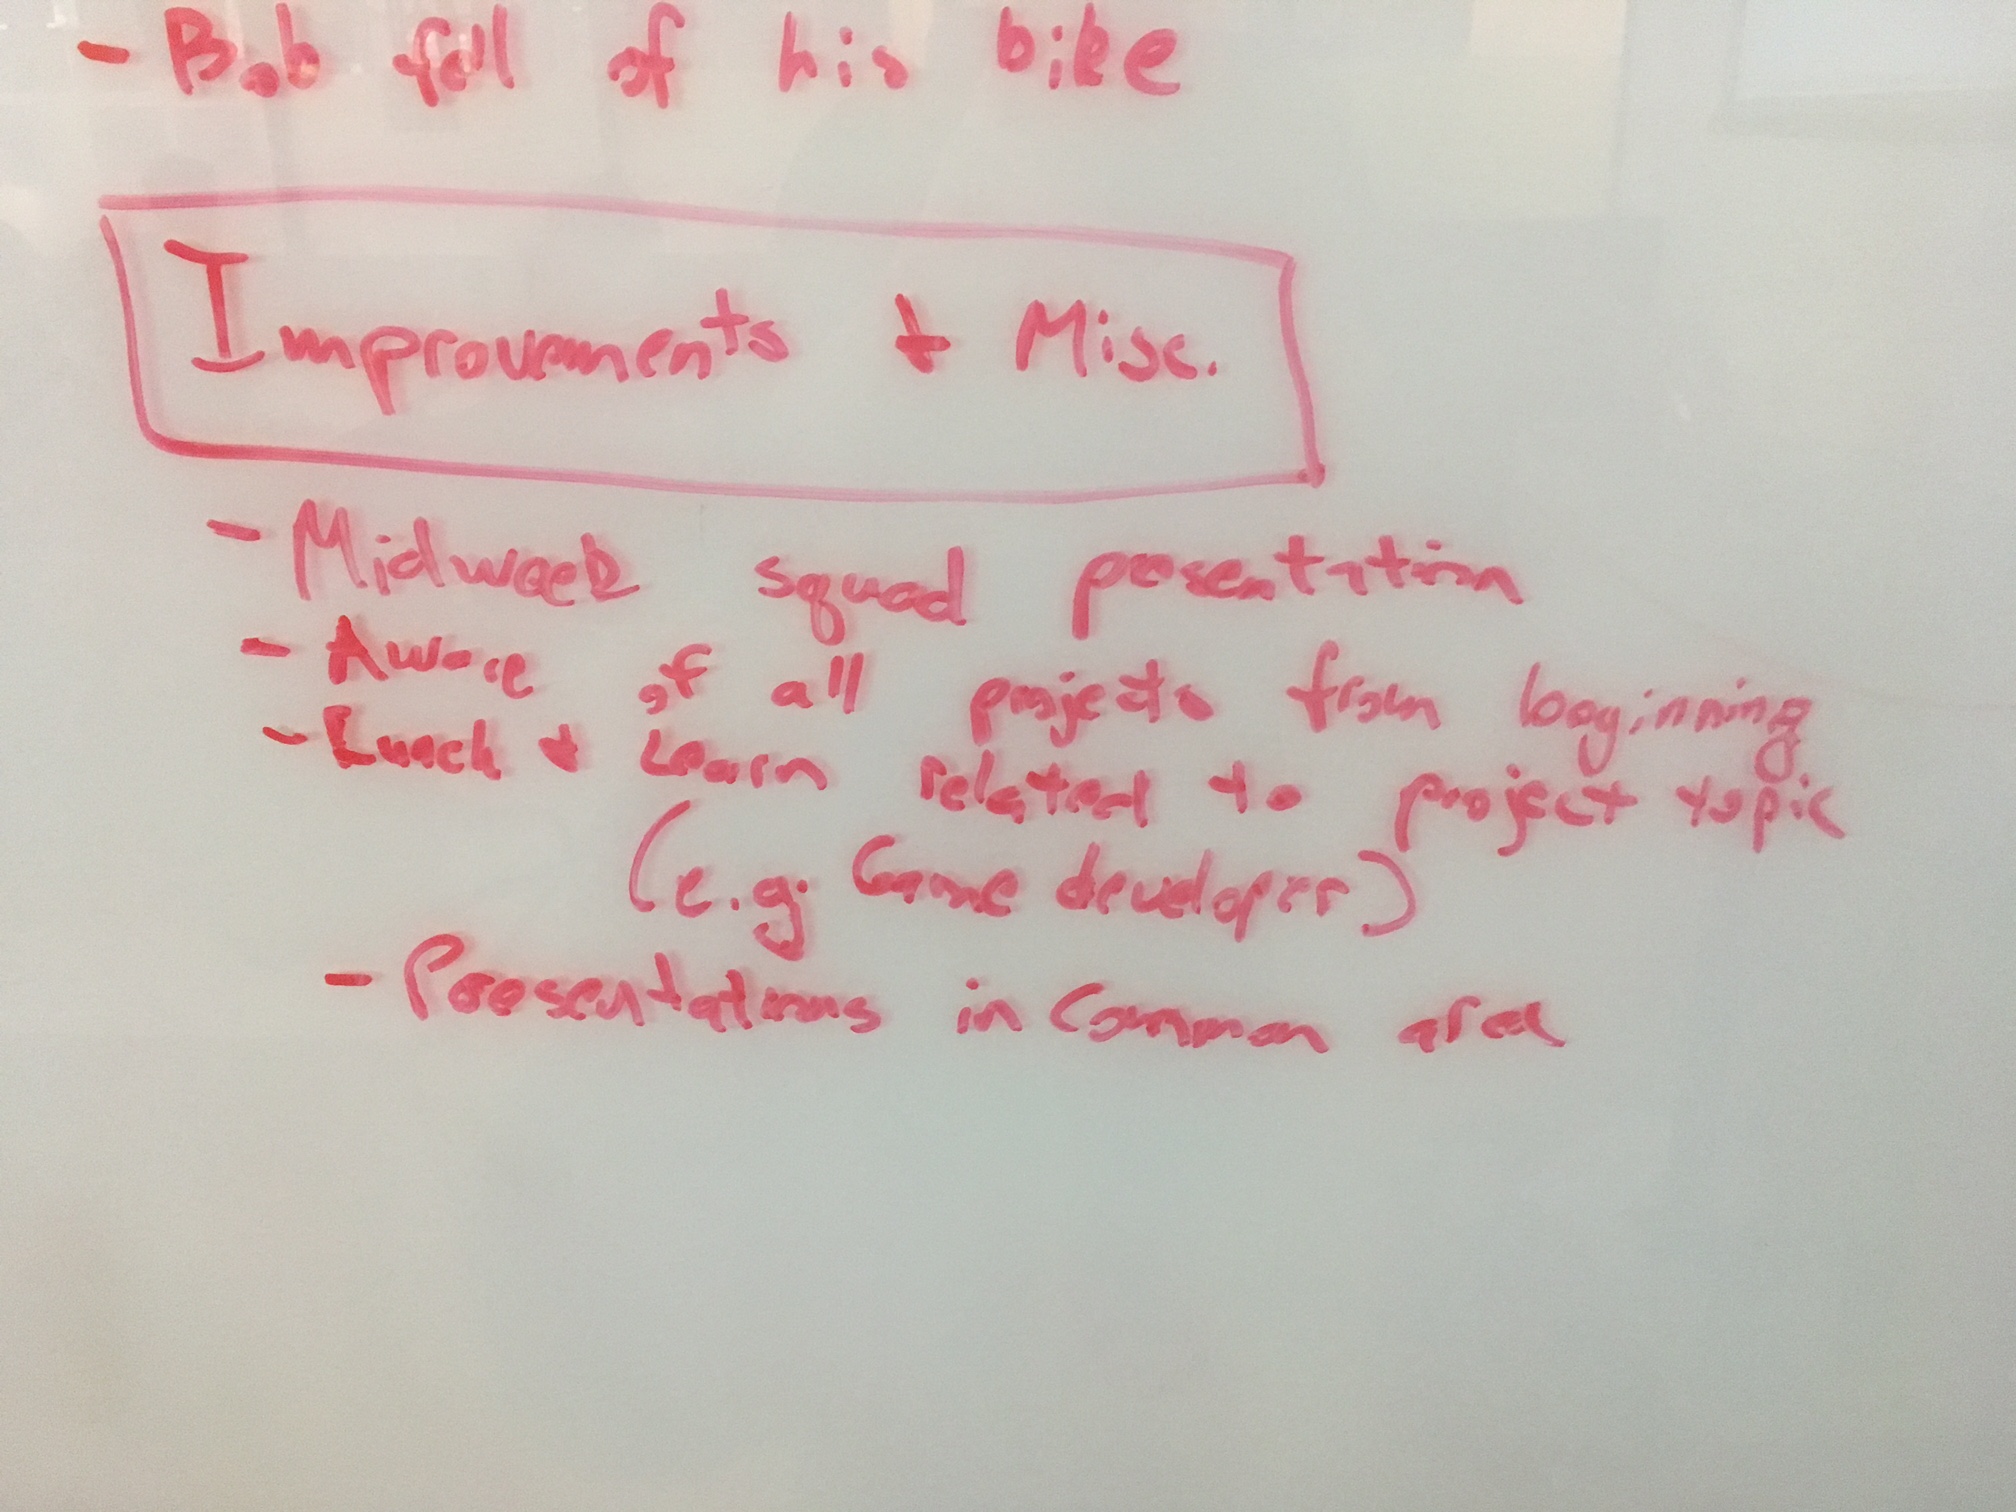 - Bob fell of his bike
Improvements + Misc.
- Midweek squad presentation
- Aware of all projects from beginning
- Lunch + Learn related to project topic
(e.g. Game developer)
- Presentations in common area